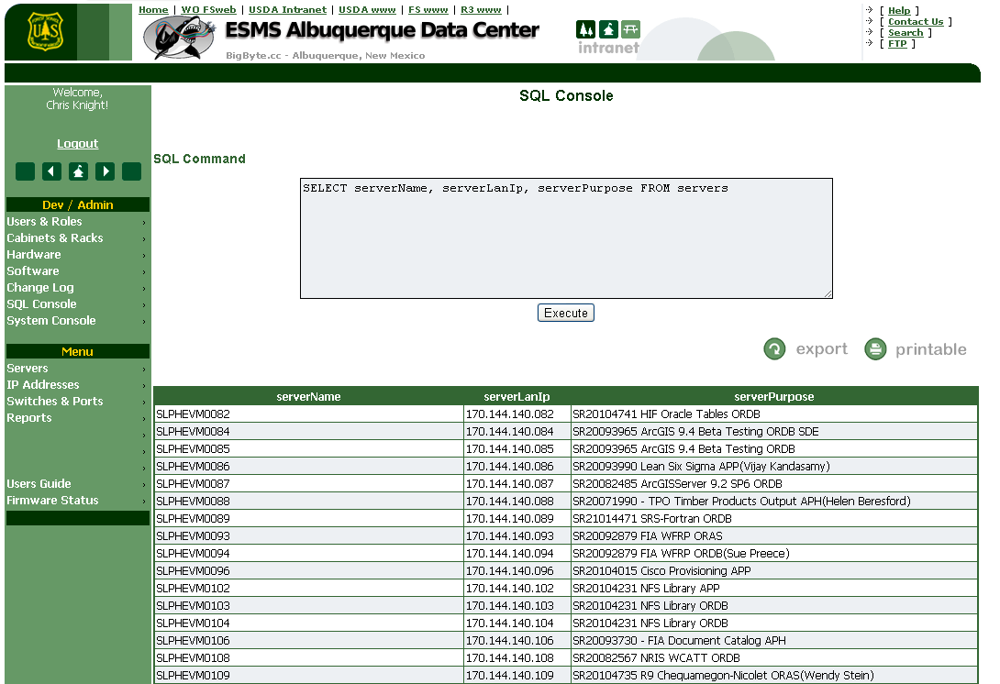 Home | WO FSweb | USDA Intranet | USDA www | FS www | R3 www |
ESMS Albuquerque Data Center
BigByte.cc - Albuquerque, New Mexico
intranet
[ Help ]
[ Contact Us ]
[ Search ]
[ FTP ]
UAS
Welcome,
Chris Knight!
Logout
Dev / Admin
Users & Roles
Cabinets & Racks
Hardware
Software
Change Log
SQL Console
System Console
Menu
Servers
IP Addresses
Switches & Ports
Reports
Users Guide
Firmware Status
SQL Console
SQL Command
SELECT serverName, serverLanIp, serverPurpose FROM servers
Execute
export printable
serverName serverLanIp serverPurpose
SLPHEVM0082 170.144.140.082 SR20104741 HIF Oracle Tables ORDB
SLPHEVM0084 170.144.140.084 SR20093965 ArcGIS 9.4 Beta Testing ORDB SDE
SLPHEVM0085 170.144.140.085 SR20093965 ArcGIS 9.4 Beta Testing ORDB
SLPHEVM0086 170.144.140.086 SR20093990 Lean Six Sigma APP(Vijay Kandasamy)
SLPHEVM0087 170.144.140.087 SR20082485 ArcGISServer 9.2 SP6 ORDB
SLPHEVM0088 170.144.140.088 SR20071990 - TPO Timber Products Output APH(Helen Beresford)
SLPHEVM0089 170.144.140.089 SR21014471 SRS-Fortran ORDB
SLPHEVM0093 170.144.140.093 SR20092879 FIA WFRP ORAS
SLPHEVM0094 170.144.140.094 SR20092879 FIA WFRP ORDB(Sue Preece)
SLPHEVM0096 170.144.140.096 SR20104015 Cisco Provisioning APP
SLPHEVM0102 170.144.140.102 SR20104231 NFS Library APP
SLPHEVM0103 170.144.140.103 SR20104231 NFS Library ORDB
SLPHEVM0104 170.144.140.104 SR20104231 NFS Library ORDB
SLPHEVM0106 170.144.140.106 SR20093730 - FIA Document Catalog APH
SLPHEVM0108 170.144.140.108 SR20082567 NRIS WCATT ORDB
SLPHEVM0109 170.144.140.109 SR20104735 R9 Chequamegon-Nicolet ORAS(Wendy Stein)